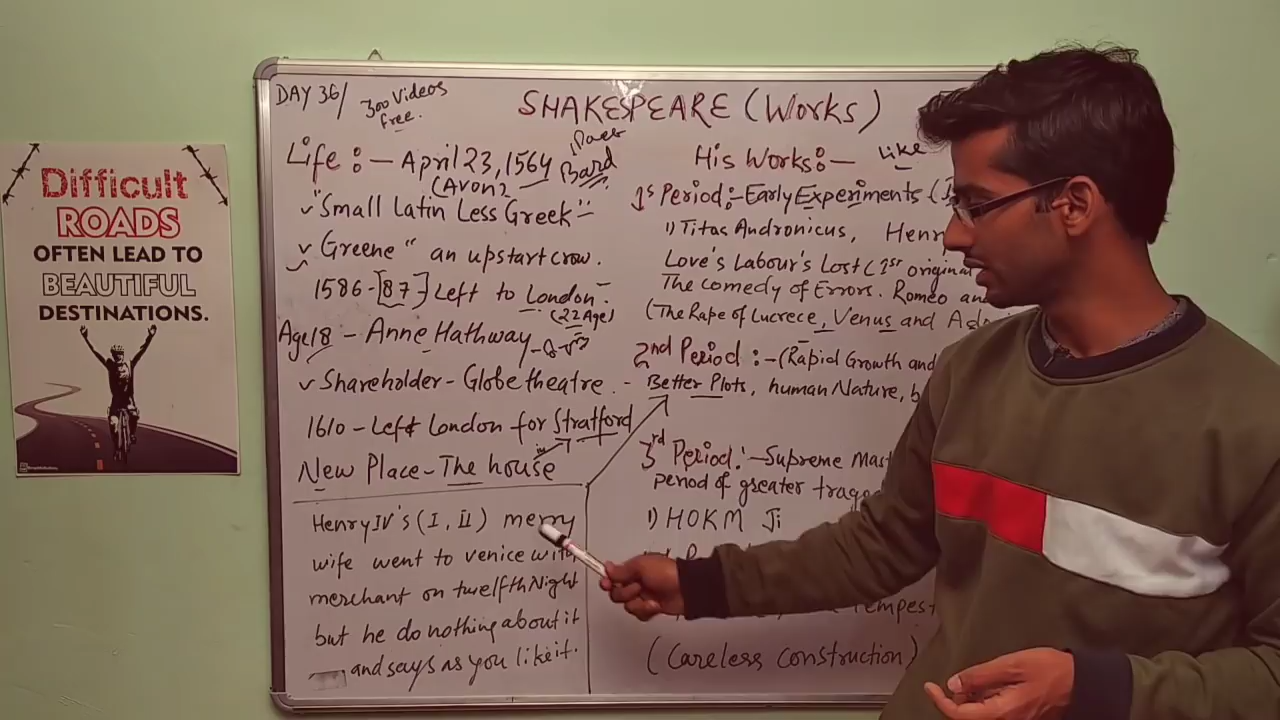 Difficult
ROADS
OFTEN LEAD TO
BEAUTIFUL
DESTINATIONS.
DAY 36/ 300 Videos
free.
SHAKESPEARE (Works)
Life :- April 23, 1564 Bard
(Avon)
"Small Latin Less Greek"-
Greene " an upstart crow.
1586-[87] Left to London.
(22 Age)
Age 18 :- Anne Hathway
Shareholder - Globe theatre. -
1610 - Left London for Stratford
New Place - The house in
Henry IV's (I, II) merry
wife went to venice with
merchant on twelfth Night
but he do nothing about it
and says as you like it.
His Works :- Like
1st Period :- Early Experiments (
1) Titas Andronicus, Henr
Love's Labour's Lost (1st original
The comedy of Errors. Romeo an
(The Rape of Lucrece, Venus and
2nd Period :- (Rapid Growth and
Better Plots, human Nature, b
3rd Period :- Supreme Mas
period of greater trage
1) HOKM Ji
Tempest
(Careless Construction)